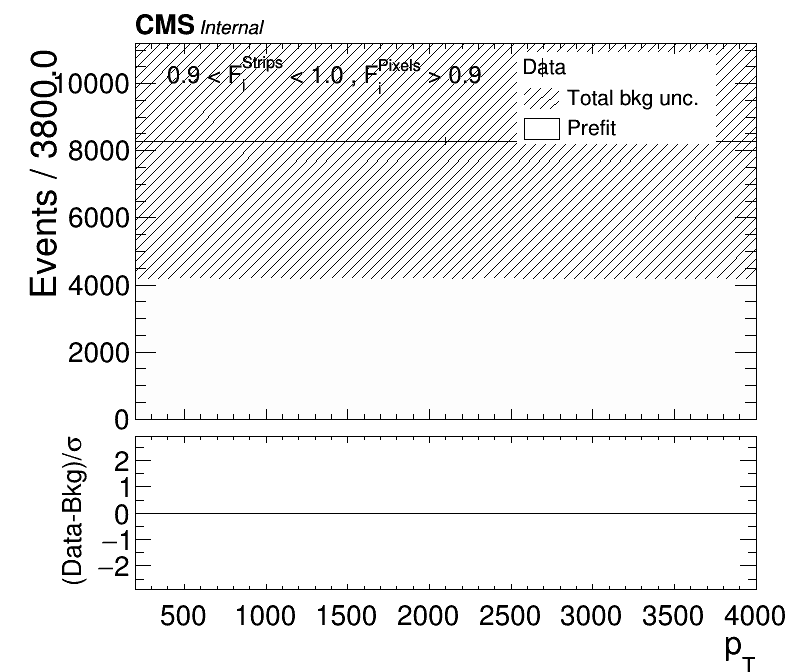 CMS Internal
Events / 3800.0
10000
8000
6000
4000
2000
0
0.9 < F_i^Strips < 1.0 , F_i^Pixels > 0.9
Data
Total bkg unc.
Prefit
(Data-Bkg)/σ
2
1
0
−1
−2
500 1000 1500 2000 2500 3000 3500 4000
p_T